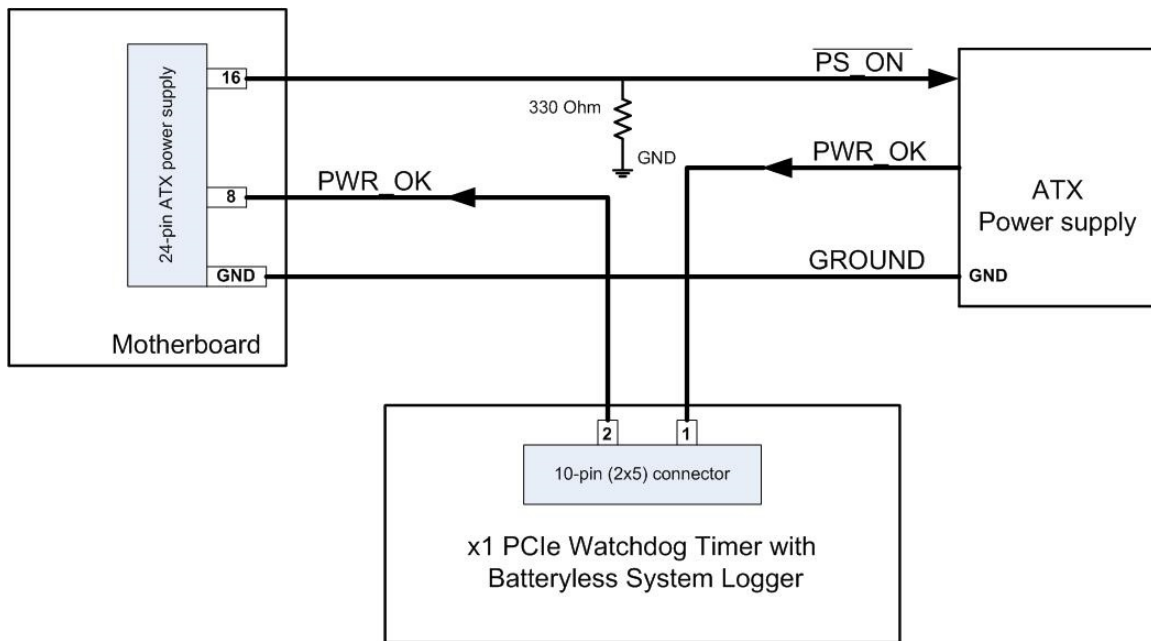 16
PS_ON
330 Ohm
GND
PWR_OK
24-pin ATX power supply
8
PWR_OK
ATX
Power supply
GND
GROUND
GND
Motherboard
2
1
10-pin (2x5) connector
x1 PCIe Watchdog Timer with
Batteryless System Logger